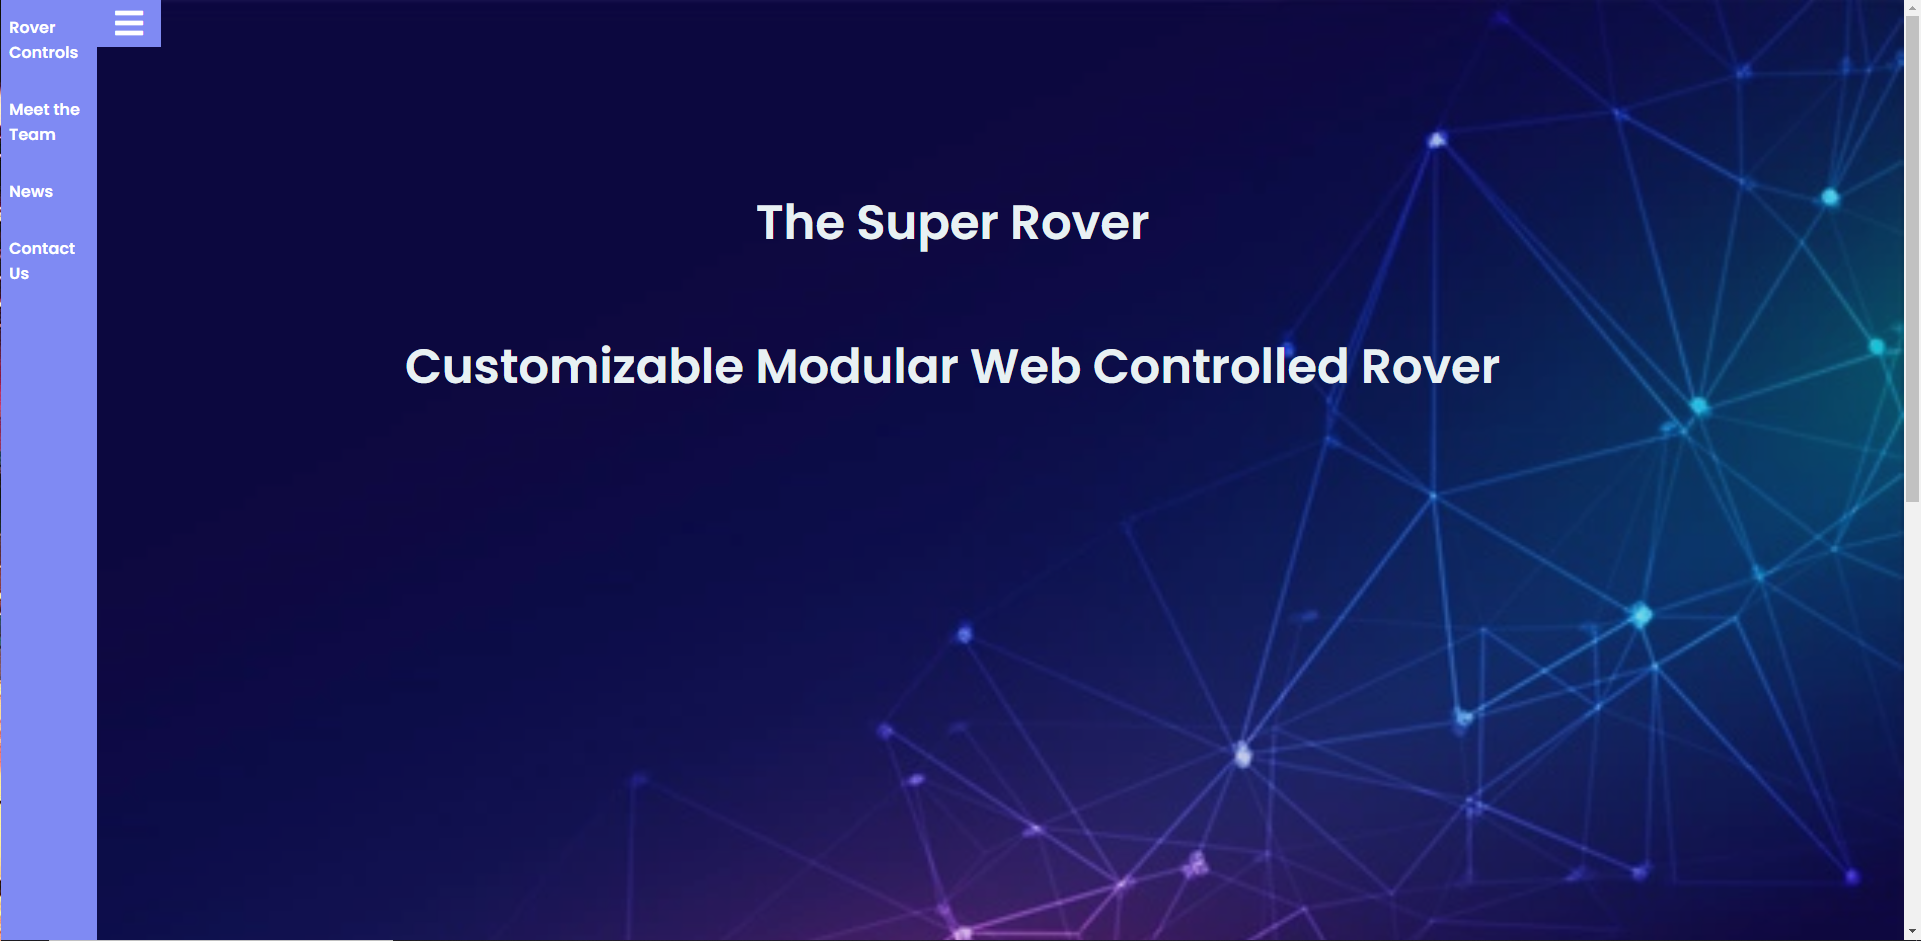 Rover
Controls
Meet the
Team
News
Contact
Us
The Super Rover
Customizable Modular Web Controlled Rover